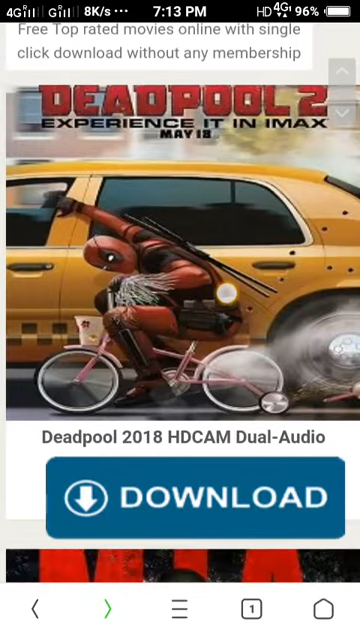 4G R G R 8K/s ··· 7:13 PM HD 4G 96%
Free Top rated movies online with single
click download without any membership
DEADPOOL 2
EXPERIENCE IT IN IMAX
MAY 18
Deadpool 2018 HDCAM Dual-Audio
DOWNLOAD
1